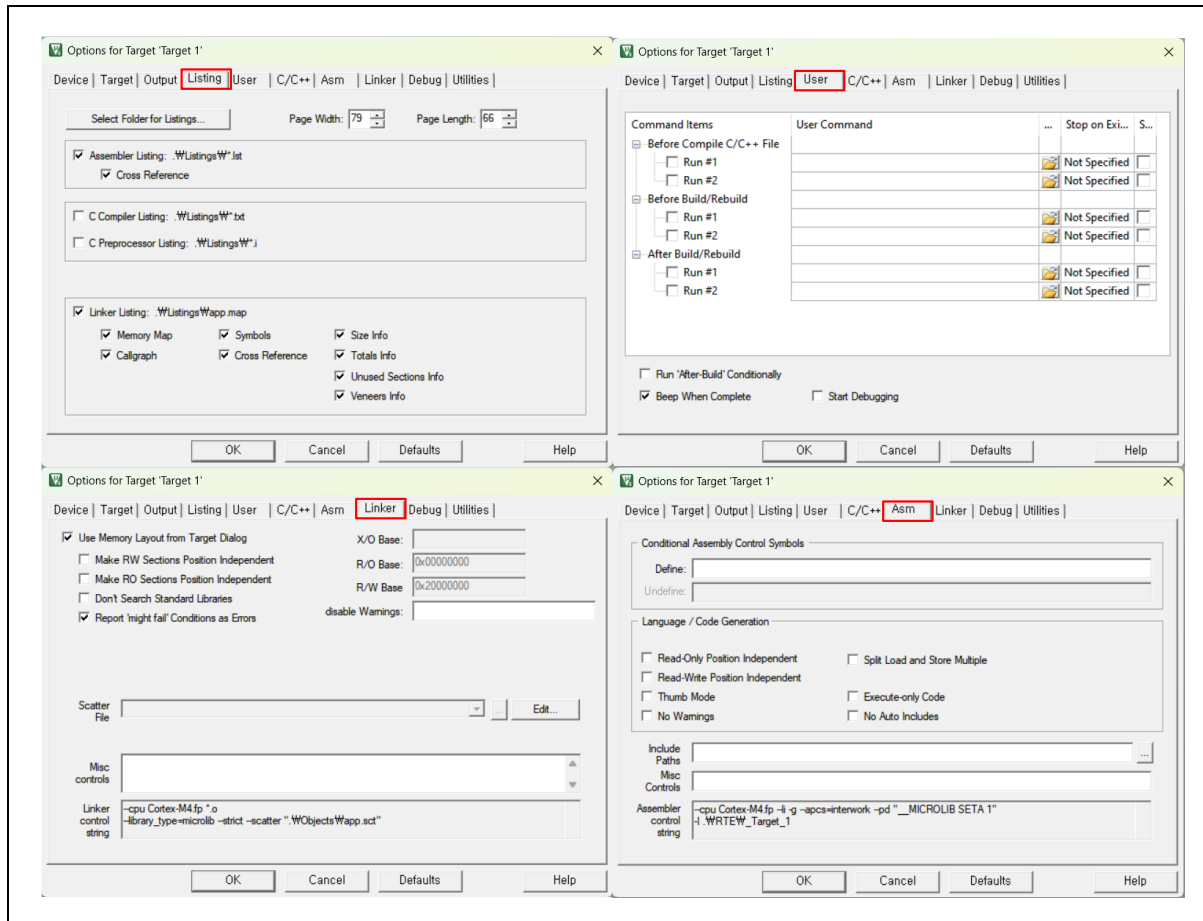 Options for Target 'Target 1'
Device | Target | Output | Listing | User | C/C++ | Asm | Linker | Debug | Utilities |
Select Folder for Listings...
Page Width: 79
Page Length: 66
Assembler Listing: .₩Listings₩*.lst
Cross Reference
C Compiler Listing: .₩Listings₩*.txt
C Preprocessor Listing: .₩Listings₩*.i
Linker Listing: .₩Listings₩app.map
Memory Map Symbols Size Info
Callgraph Cross Reference Totals Info
Unused Sections Info
Veneers Info
OK Cancel Defaults Help
Options for Target 'Target 1'
Device | Target | Output | Listing | User | C/C++ | Asm | Linker | Debug | Utilities |
Command Items User Command ... Stop on Exi... S...
Before Compile C/C++ File
Run #1 Not Specified
Run #2 Not Specified
Before Build/Rebuild
Run #1 Not Specified
Run #2 Not Specified
After Build/Rebuild
Run #1 Not Specified
Run #2 Not Specified
Run 'After-Build' Conditionally
Beep When Complete Start Debugging
OK Cancel Defaults Help
Options for Target 'Target 1'
Device | Target | Output | Listing | User | C/C++ | Asm | Linker | Debug | Utilities |
Use Memory Layout from Target Dialog X/O Base:
Make RW Sections Position Independent R/O Base: 0x00000000
Make RO Sections Position Independent R/W Base 0x20000000
Don't Search Standard Libraries disable Warnings:
Report 'might fail' Conditions as Errors
Scatter
File
... Edit...
Misc
controls
Linker
control
string
--cpu Cortex-M4.fp *.o
--library_type=microlib --strict --scatter ".₩Objects₩app.sct"
OK Cancel Defaults Help
Options for Target 'Target 1'
Device | Target | Output | Listing | User | C/C++ | Asm | Linker | Debug | Utilities |
Conditional Assembly Control Symbols
Define:
Undefine:
Language / Code Generation
Read-Only Position Independent Split Load and Store Multiple
Read-Write Position Independent
Thumb Mode Execute-only Code
No Warnings No Auto Includes
Include
Paths
...
Misc
Controls
Assembler
control
string
--cpu Cortex-M4.fp --li -g --apcs=interwork --pd "__MICROLIB SETA 1"
-I .₩RTE₩_Target_1
OK Cancel Defaults Help